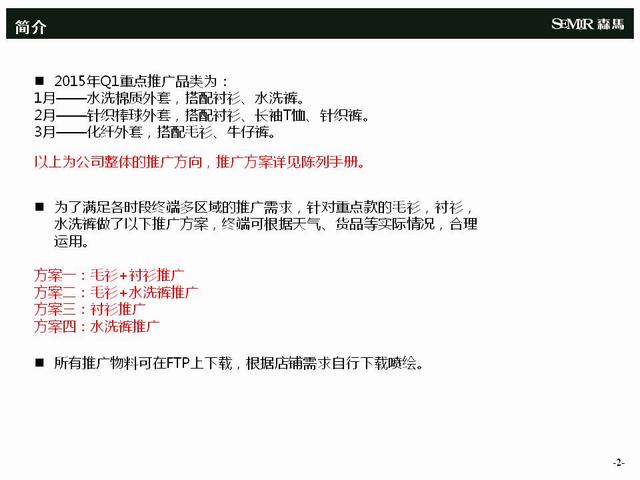 简介
SEMIR 森馬
■ 2015年Q1重点推广品类为：
1月——水洗棉质外套，搭配衬衫、水洗裤。
2月——针织棒球外套，搭配衬衫、长袖T恤、针织裤。
3月——化纤外套，搭配毛衫、牛仔裤。
以上为公司整体的推广方向，推广方案详见陈列手册。
■ 为了满足各时段终端多区域的推广需求，针对重点款的毛衫，衬衫，
水洗裤做了以下推广方案，终端可根据天气、货品等实际情况，合理
运用。
方案一：毛衫+衬衫推广
方案二：毛衫+水洗裤推广
方案三：衬衫推广
方案四：水洗裤推广
■ 所有推广物料可在FTP上下载，根据店铺需求自行下载喷绘。
-2-